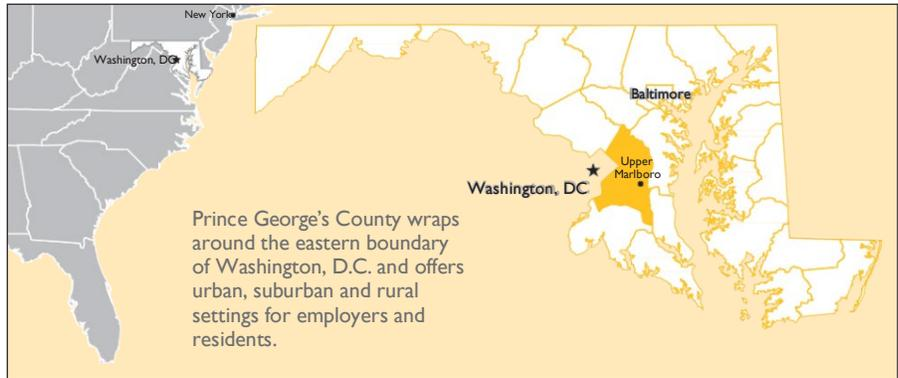 New York
Washington, DC
Baltimore
Upper
Marlboro
Washington, DC
Prince George's County wraps
around the eastern boundary
of Washington, D.C. and offers
urban, suburban and rural
settings for employers and
residents.